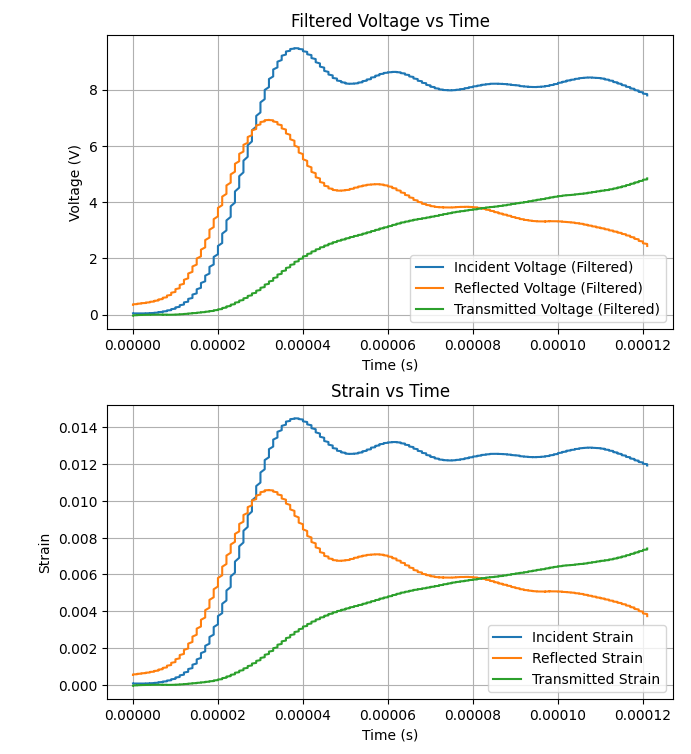 Filtered Voltage vs Time
Voltage (V)
8
6
4
2
0
Incident Voltage (Filtered)
Reflected Voltage (Filtered)
Transmitted Voltage (Filtered)
0.00000 0.00002 0.00004 0.00006 0.00008 0.00010 0.00012
Time (s)
Strain vs Time
Strain
0.014
0.012
0.010
0.008
0.006
0.004
0.002
0.000
Incident Strain
Reflected Strain
Transmitted Strain
0.00000 0.00002 0.00004 0.00006 0.00008 0.00010 0.00012
Time (s)